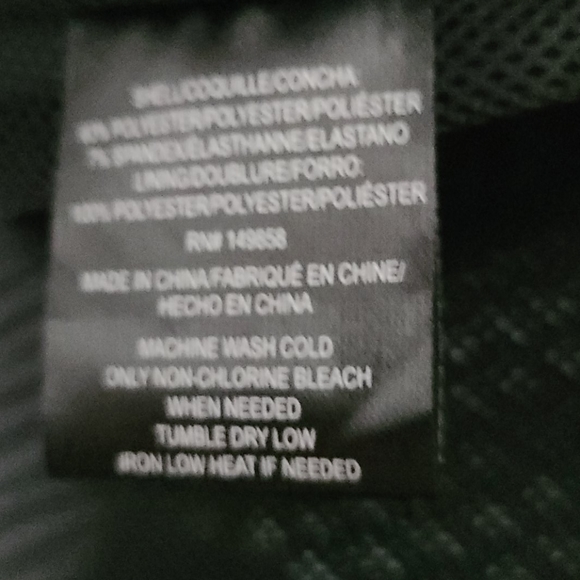 SHELL/COQUILLE/CONCHA
POLYESTER/POLYESTER/POLIÉSTER
7% SPANDEX/ÉLASTHANNE/ELASTANO
LINING/DOUBLURE/FORRO:
100% POLYESTER/POLYESTER/POLIÉSTER
RN# 149858
MADE IN CHINA/FABRIQUÉ EN CHINE/
HECHO EN CHINA
MACHINE WASH COLD
ONLY NON-CHLORINE BLEACH
WHEN NEEDED
TUMBLE DRY LOW
IRON LOW HEAT IF NEEDED